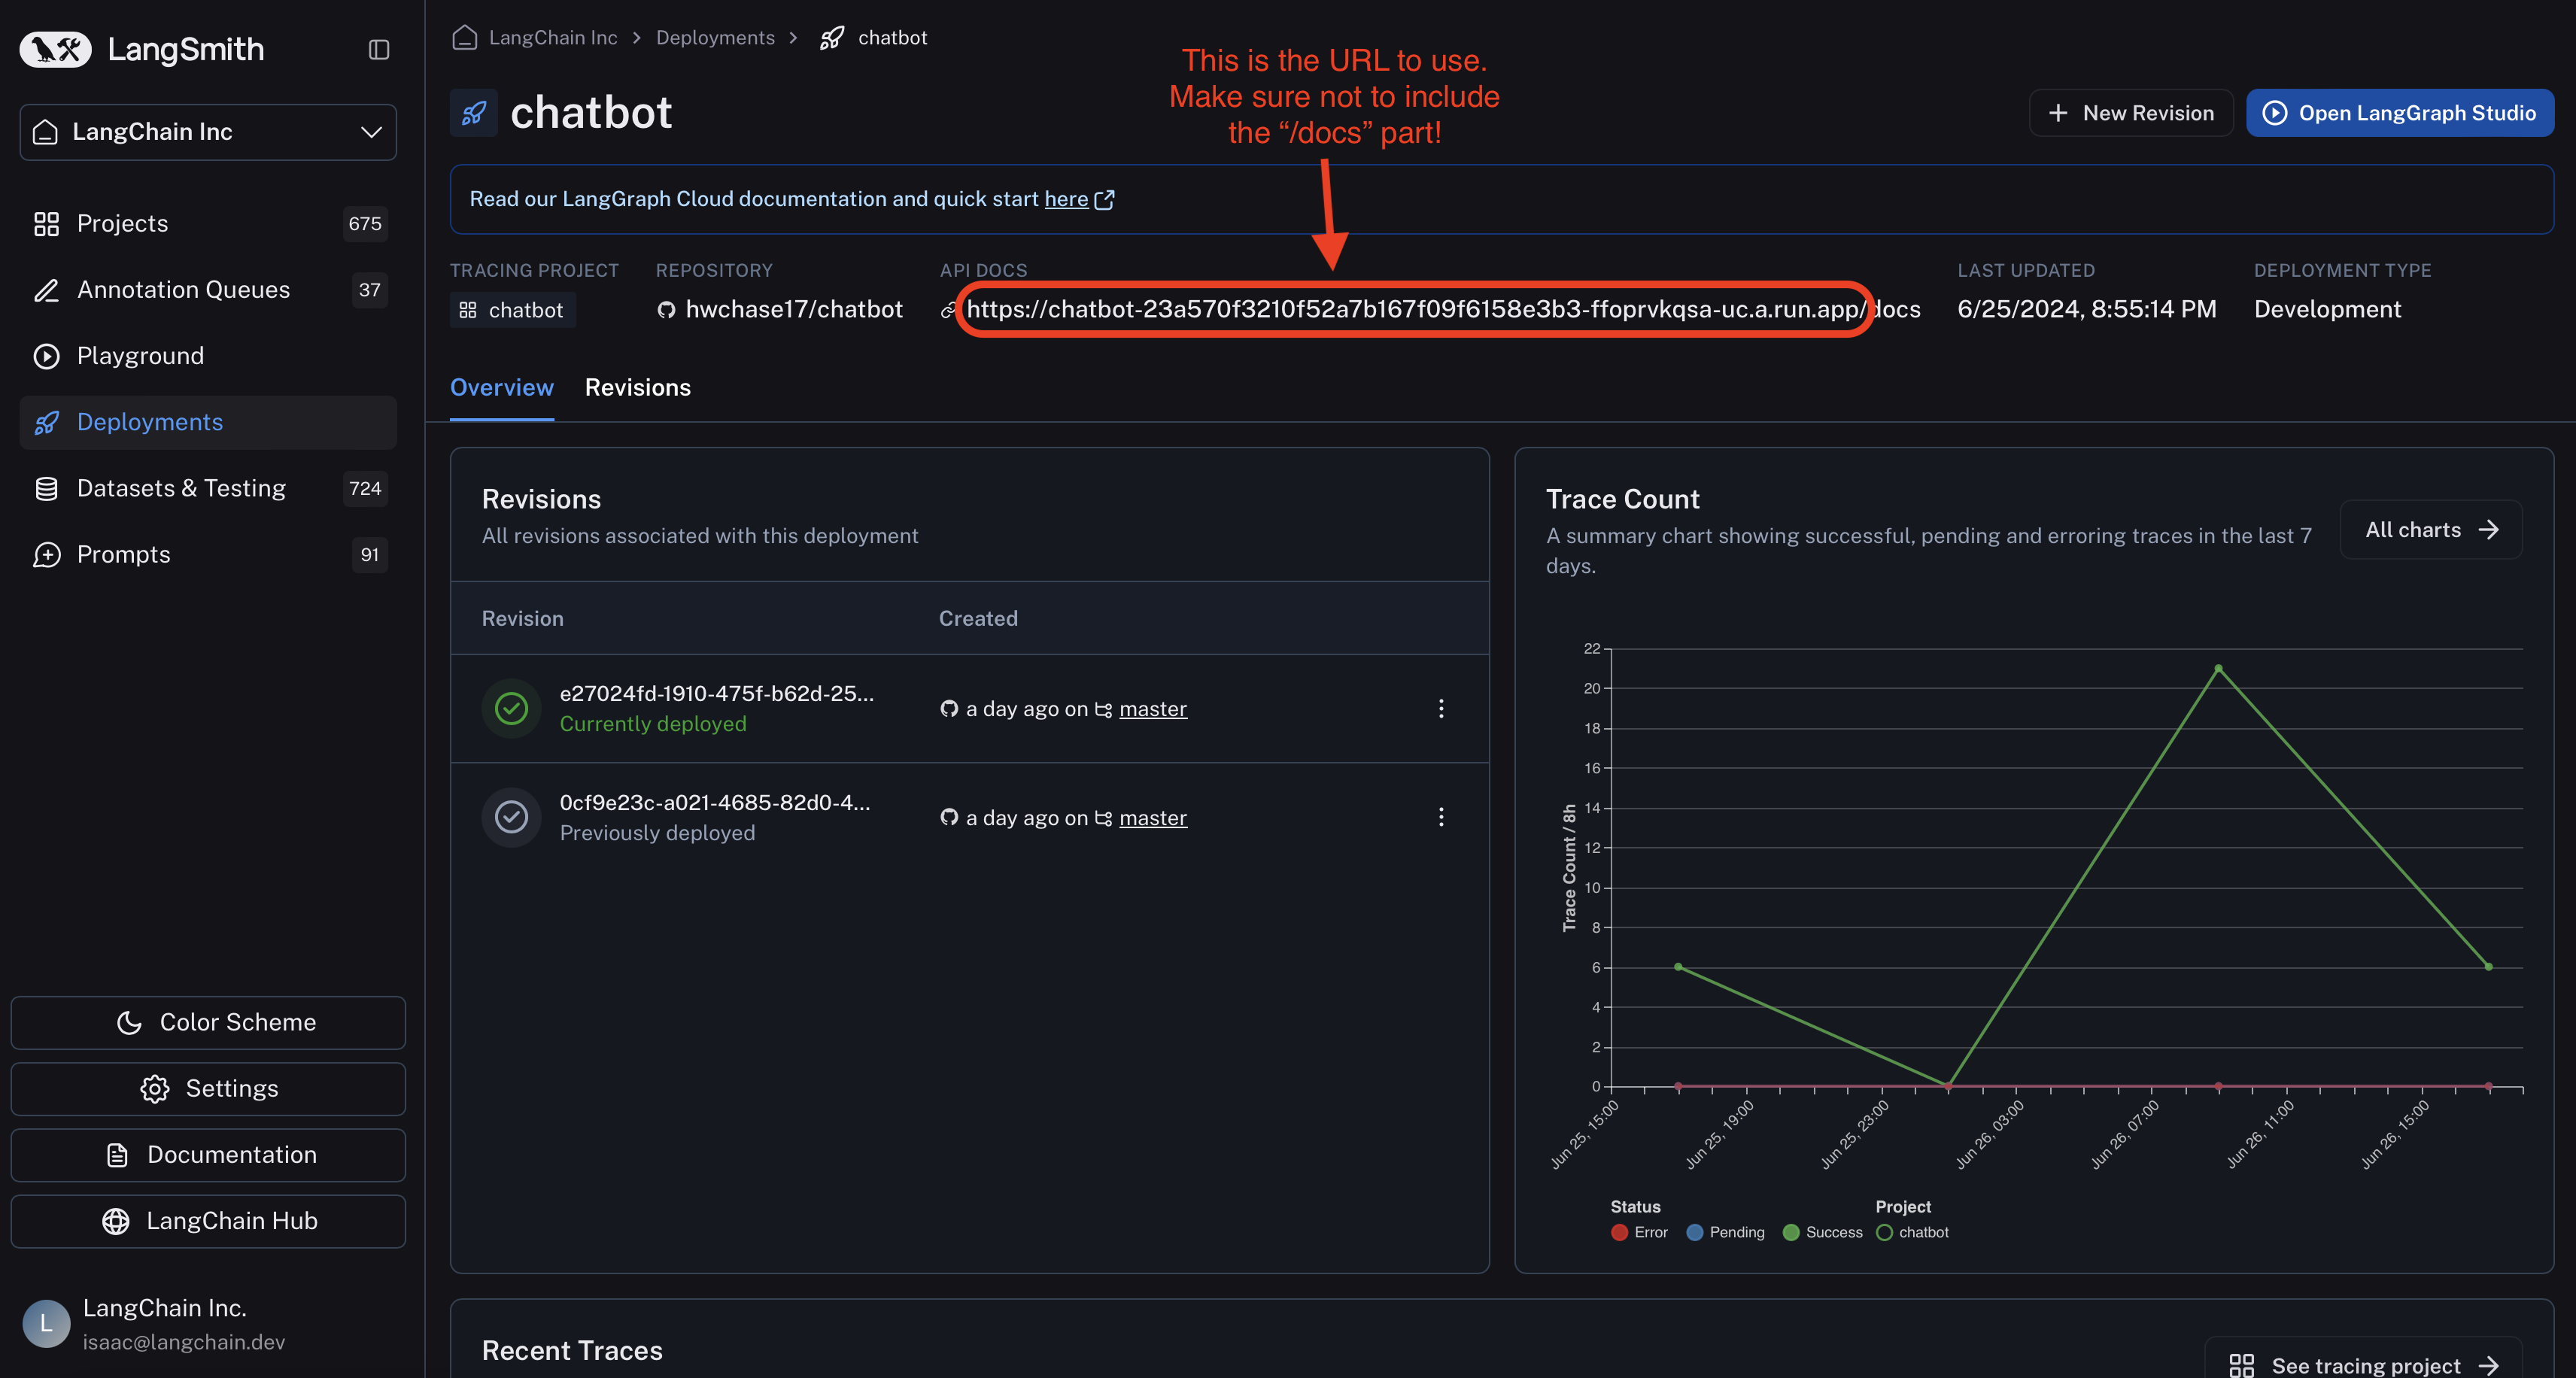 LangSmith
LangChain Inc
Projects 675
Annotation Queues 37
Playground
Deployments
Datasets & Testing 724
Prompts 91
Color Scheme
Settings
Documentation
LangChain Hub
L
LangChain Inc.
isaac@langchain.dev
LangChain Inc > Deployments > chatbot
This is the URL to use.
Make sure not to include
the “/docs” part!
chatbot
+ New Revision
Open LangGraph Studio
Read our LangGraph Cloud documentation and quick start here
TRACING PROJECT
chatbot
REPOSITORY
hwchase17/chatbot
API DOCS
https://chatbot-23a570f3210f52a7b167f09f6158e3b3-ffoprvkqsa-uc.a.run.app/docs
LAST UPDATED
6/25/2024, 8:55:14 PM
DEPLOYMENT TYPE
Development
Overview Revisions
Revisions
All revisions associated with this deployment
Revision Created
e27024fd-1910-475f-b62d-25...
Currently deployed
a day ago on master
0cf9e23c-a021-4685-82d0-4...
Previously deployed
a day ago on master
Trace Count
A summary chart showing successful, pending and erroring traces in the last 7
days.
All charts
Trace Count / 8h
22
20
18
16
14
12
10
8
6
4
2
0
Jun 25, 15:00
Jun 25, 19:00
Jun 25, 23:00
Jun 26, 03:00
Jun 26, 07:00
Jun 26, 11:00
Jun 26, 15:00
Status Project
Error Pending Success chatbot
Recent Traces
See tracing project